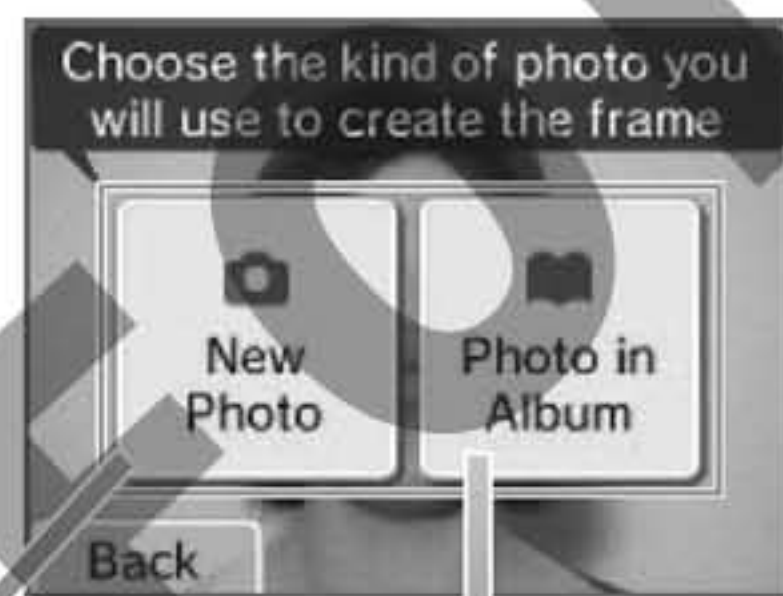 Choose the kind of photo you
will use to create the frame
New
Photo
Photo in
Album
Back